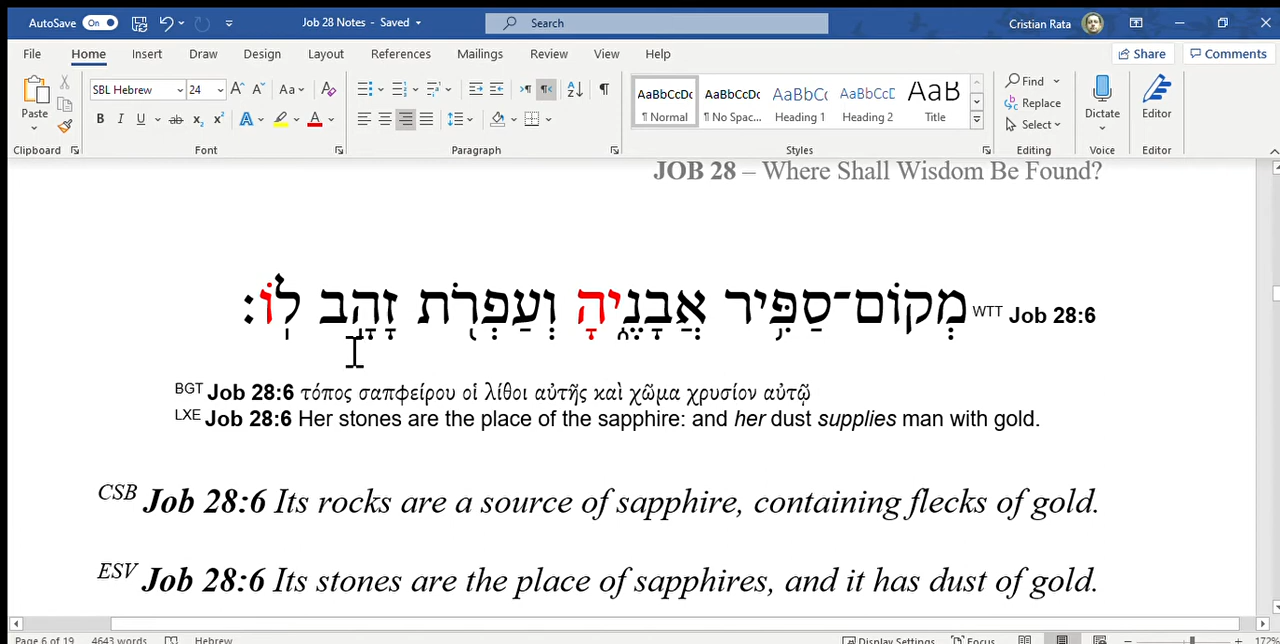 AutoSave On Job 28 Notes - Saved Search Cristian Rata
File Home Insert Draw Design Layout References Mailings Review View Help Share Comments
SBL Hebrew 24 Aa AaBbCcDc AaBbCcDc AaBbCc AaBbCcD AaB Find
Paste B I U ab x₂ x² A A ¶ Normal ¶ No Spac... Heading 1 Heading 2 Title Replace Select Dictate Editor
Clipboard Font Paragraph Styles Editing Voice Editor
JOB 28 – Where Shall Wisdom Be Found?
WTT Job 28:6 מְקוֹם־סַפִּ֥יר אֲבָנֶ֑יהָ וְעַפְרֹ֖ת זָהָ֣ב לֽוֹ׃
BGT Job 28:6 τόπος σαπφείρου οἱ λίθοι αὐτῆς καὶ χῶμα χρυσίον αὐτῷ
LXE Job 28:6 Her stones are the place of the sapphire: and her dust supplies man with gold.
CSB Job 28:6 Its rocks are a source of sapphire, containing flecks of gold.
ESV Job 28:6 Its stones are the place of sapphires, and it has dust of gold.
Page 6 of 19 4643 words Hebrew Display Settings Focus 172%